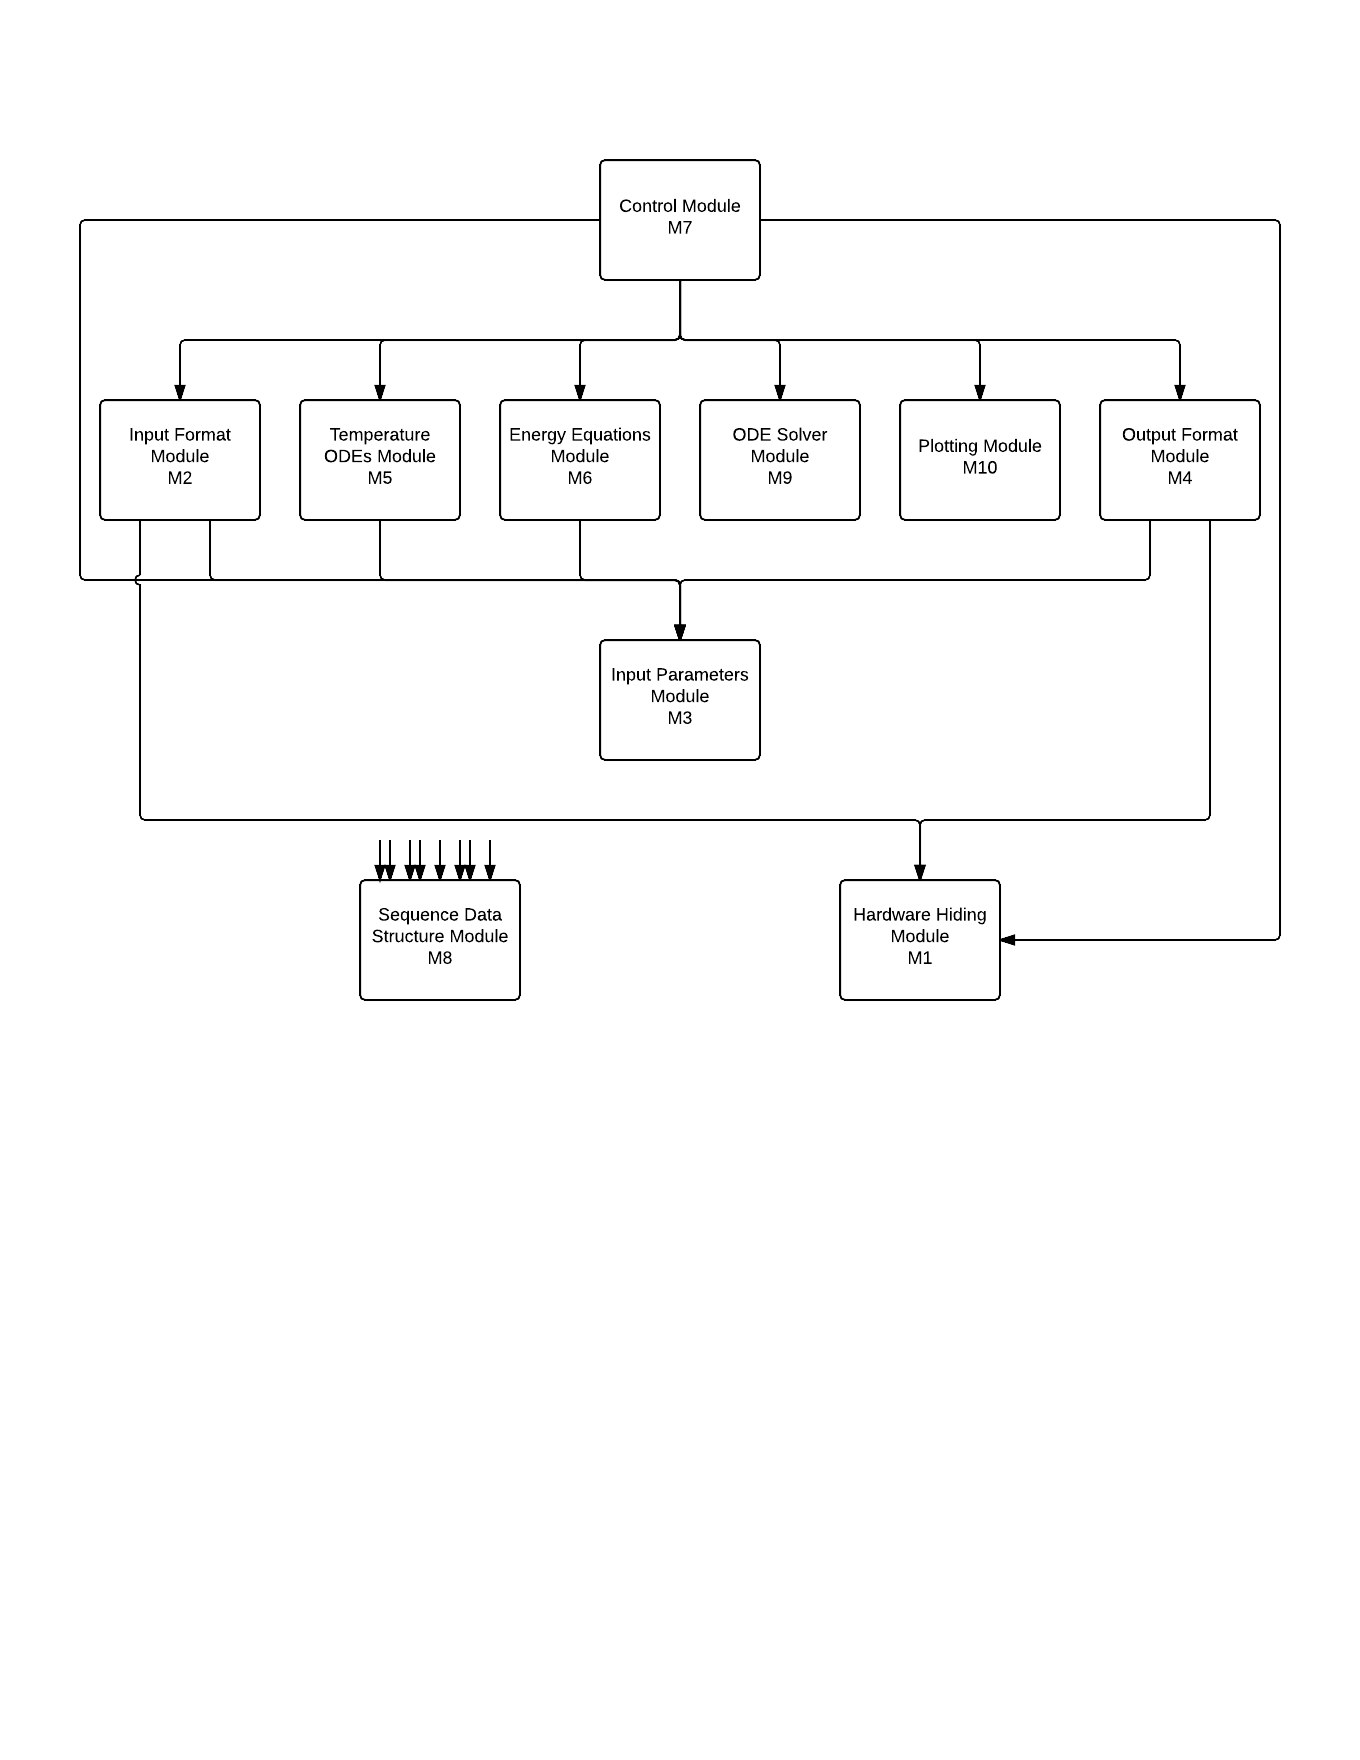 Control Module
M7
Input Format
Module
M2
Temperature
ODEs Module
M5
Energy Equations
Module
M6
ODE Solver
Module
M9
Plotting Module
M10
Output Format
Module
M4
Input Parameters
Module
M3
Sequence Data
Structure Module
M8
Hardware Hiding
Module
M1